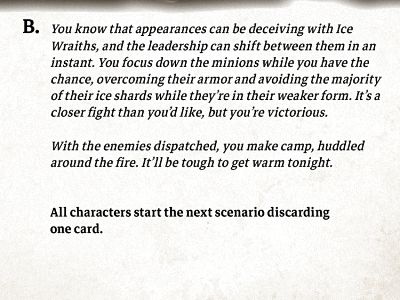 B. You know that appearances can be deceiving with Ice
Wraiths, and the leadership can shift between them in an
instant. You focus down the minions while you have the
chance, overcoming their armor and avoiding the majority
of their ice shards while they're in their weaker form. It's a
closer fight than you'd like, but you're victorious.
With the enemies dispatched, you make camp, huddled
around the fire. It'll be tough to get warm tonight.
All characters start the next scenario discarding
one card.